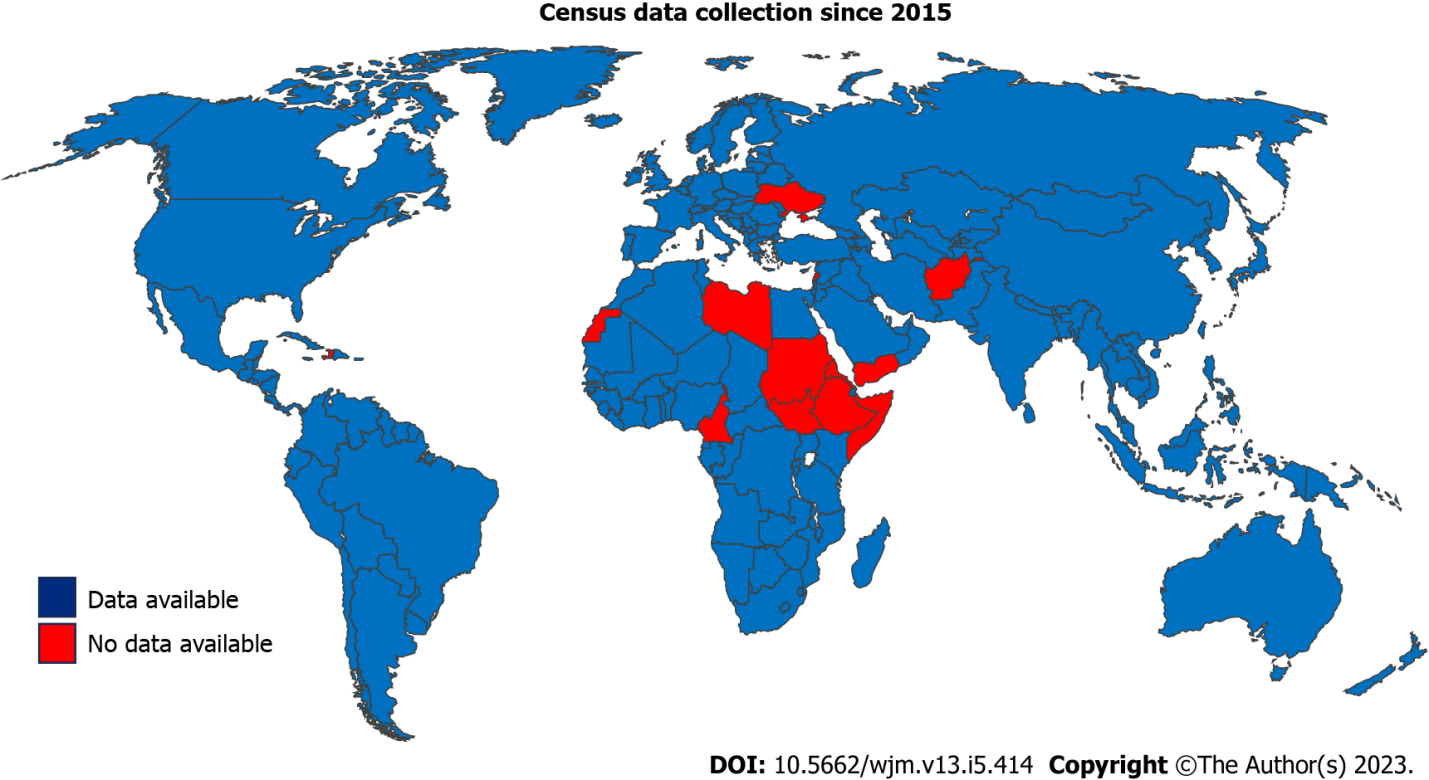 Census data collection since 2015
Data available
No data available
DOI: 10.5662/wjm.v13.i5.414 Copyright ©The Author(s) 2023.